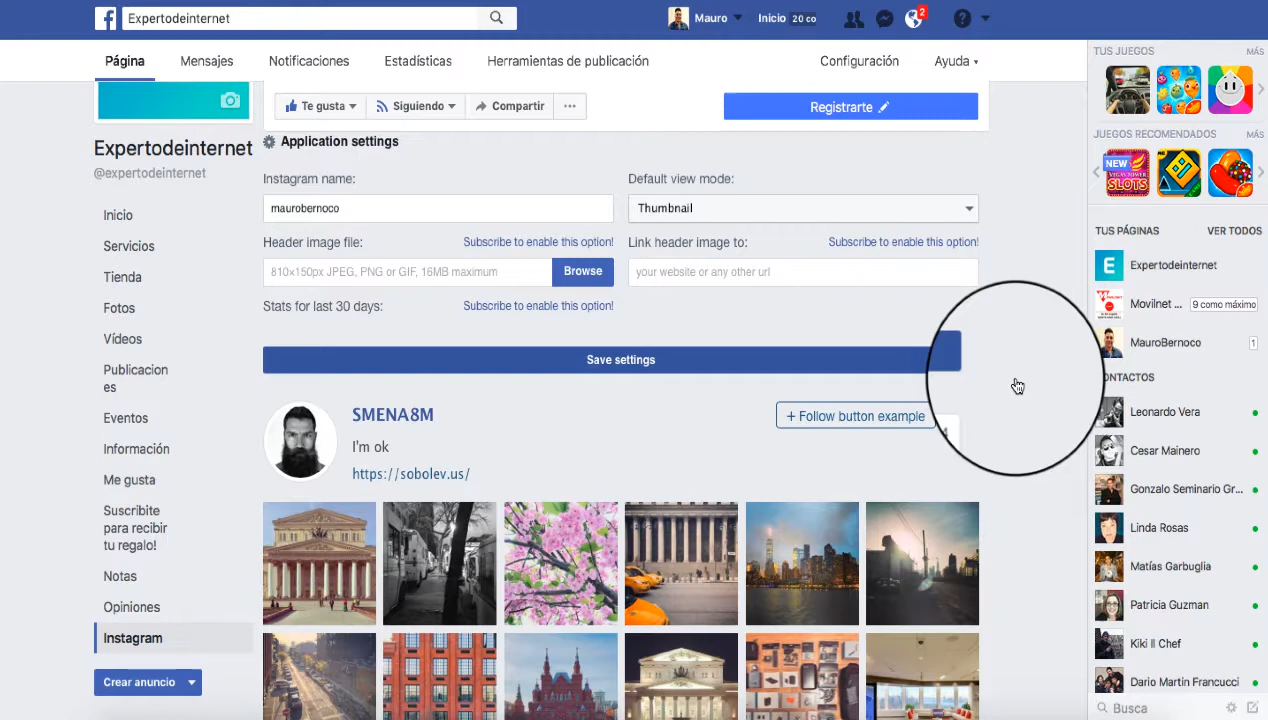 Expertodeinternet
Mauro
Inicio 20 co
2
Página
Mensajes
Notificaciones
Estadísticas
Herramientas de publicación
Configuración
Ayuda
Te gusta
Siguiendo
Compartir
Registrarte
Expertodeinternet
@expertodeinternet
Inicio
Servicios
Tienda
Fotos
Vídeos
Publicacion
es
Eventos
Información
Me gusta
Suscribite
para recibir
tu regalo!
Notas
Opiniones
Instagram
Crear anuncio
Application settings
Instagram name:
Default view mode:
maurobernoco
Thumbnail
Header image file:
Subscribe to enable this option!
Link header image to:
Subscribe to enable this option!
810×150px JPEG, PNG or GIF, 16MB maximum
Browse
your website or any other url
Stats for last 30 days:
Subscribe to enable this option!
Save settings
SMENA8M
+ Follow button example
I'm ok
https://sobolev.us/
TUS JUEGOS
MÁS
JUEGOS RECOMENDADOS
MÁS
NEW
VEGAS TOWER
SLOTS
TUS PÁGINAS
VER TODOS
E
Expertodeinternet
Movilnet ...
9 como máximo
MauroBernoco
1
ONTACTOS
Leonardo Vera
Cesar Mainero
Gonzalo Seminario Gr...
Linda Rosas
Matías Garbuglia
Patricia Guzman
Kiki Il Chef
Dario Martin Francucci
Busca